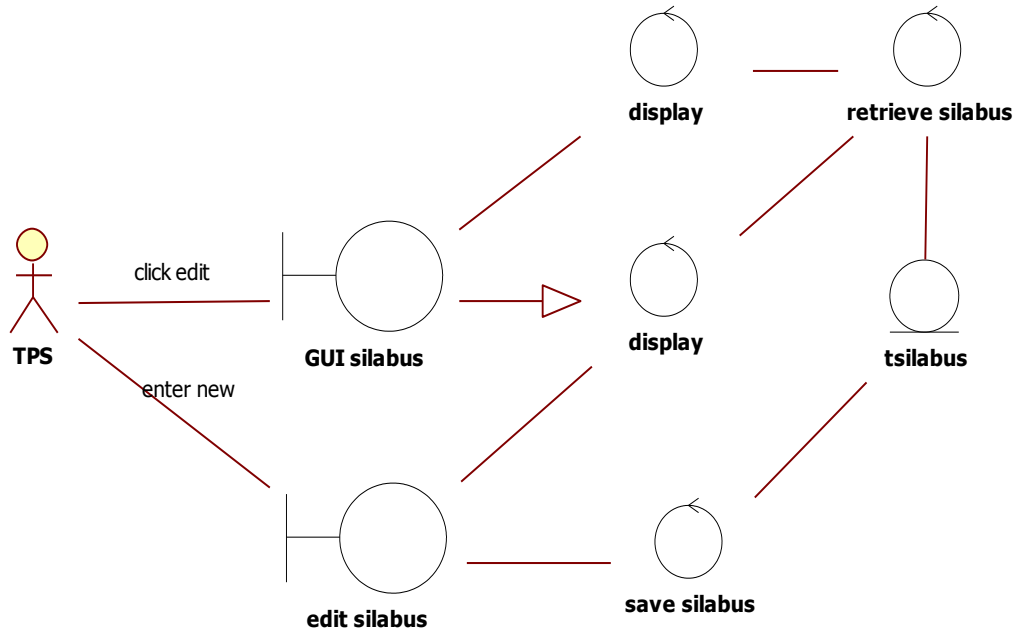 display
retrieve silabus
click edit
TPS
GUI silabus
display
tsilabus
enter new
edit silabus
save silabus